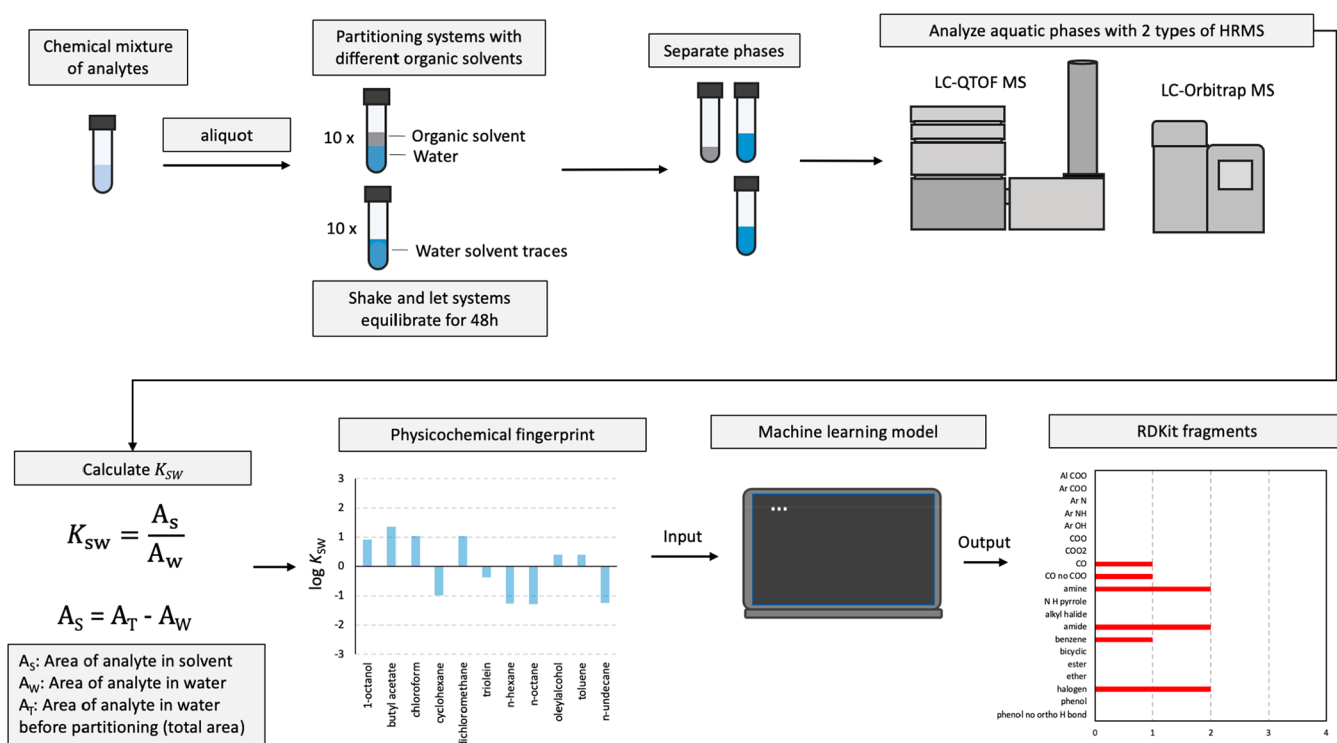 Chemical mixture
of analytes
aliquot
Partitioning systems with
different organic solvents
10 x
Organic solvent
Water
10 x
Water solvent traces
Shake and let systems
equilibrate for 48h
Separate phases
Analyze aquatic phases with 2 types of HRMS
LC-QTOF MS
LC-Orbitrap MS
Calculate K_SW
K_sw = A_s / A_w
A_S = A_T - A_W
A_S: Area of analyte in solvent
A_W: Area of analyte in water
A_T: Area of analyte in water
before partitioning (total area)
Physicochemical fingerprint
log K_SW
3
2
1
0
-1
-2
-3
1-octanol
butyl acetate
chloroform
cyclohexane
dichloromethane
triolein
n-hexane
n-octane
oleylalcohol
toluene
n-undecane
Input
Machine learning model
...
Output
RDKit fragments
Al COO
Ar COO
Ar N
Ar NH
Ar OH
COO
COO2
CO
CO no COO
amine
N H pyrrole
alkyl halide
amide
benzene
bicyclic
ester
ether
halogen
phenol
phenol no ortho H bond
0 1 2 3 4